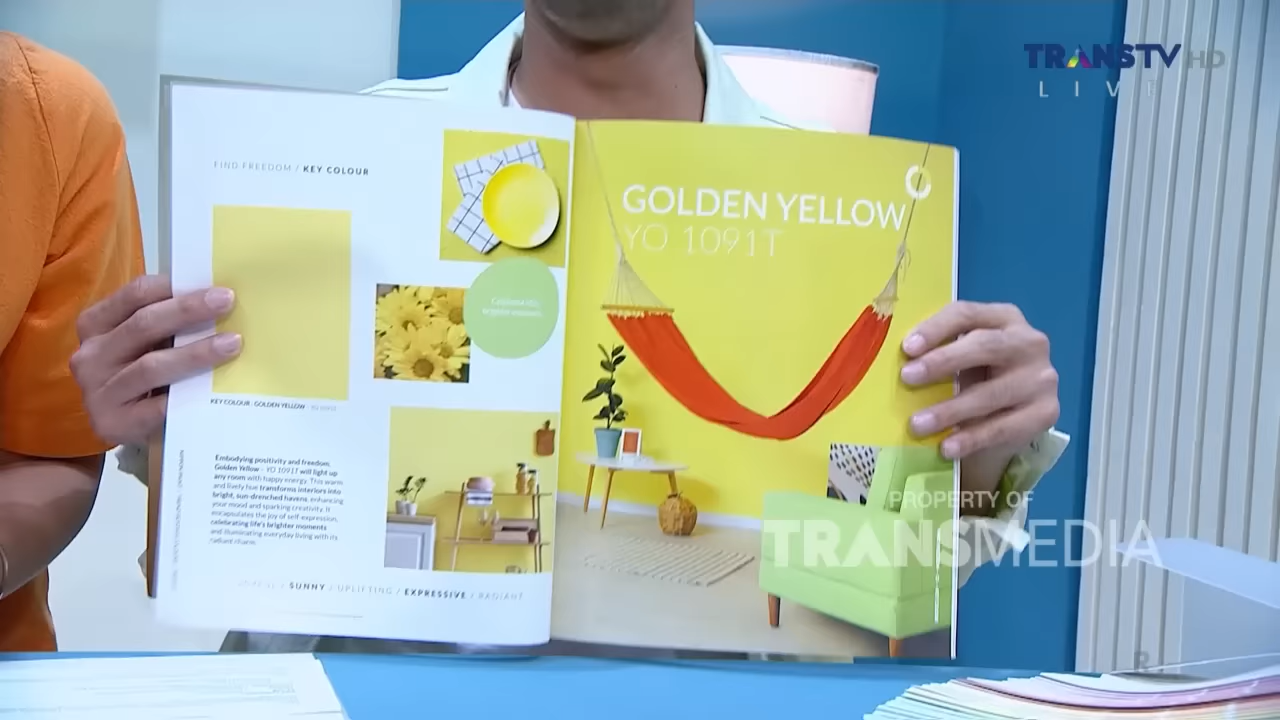 TRANSTV HD
LIVE
FIND FREEDOM / KEY COLOUR
KEY COLOUR : GOLDEN YELLOW - YO 1091T
Embodying positivity and freedom,
Golden Yellow - YO 1091T will light up
any room with happy energy. This warm
and lively hue transforms interiors into
bright, sun-drenched havens, enhancing
your mood and sparking creativity. It
encapsulates the joy of self-expression,
celebrating life's brighter moments
and illuminating everyday living with its
radiant charm.
/ SUNNY / UPLIFTING / EXPRESSIVE / RADIANT
GOLDEN YELLOW
YO 1091T
PROPERTY OF
TRANSMEDIA